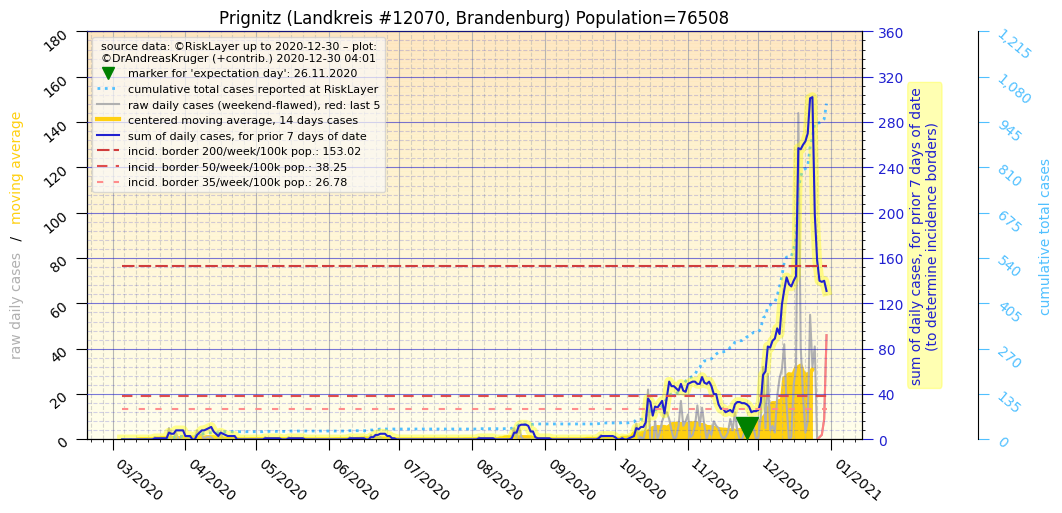 Prignitz (Landkreis #12070, Brandenburg) Population=76508
source data: ©RiskLayer up to 2020-12-30 – plot:
©DrAndreasKruger (+contrib.) 2020-12-30 04:01
marker for 'expectation day': 26.11.2020
cumulative total cases reported at RiskLayer
raw daily cases (weekend-flawed), red: last 5
centered moving average, 14 days cases
sum of daily cases, for prior 7 days of date
incid. border 200/week/100k pop.: 153.02
incid. border 50/week/100k pop.: 38.25
incid. border 35/week/100k pop.: 26.78
raw daily cases / moving average
180
160
140
120
100
80
60
40
20
0
03/2020
04/2020
05/2020
06/2020
07/2020
08/2020
09/2020
10/2020
11/2020
12/2020
01/2021
360
320
280
240
200
160
120
80
40
0
sum of daily cases, for prior 7 days of date
(to determine incidence borders)
1,215
1,080
945
810
675
540
405
270
135
0
cumulative total cases